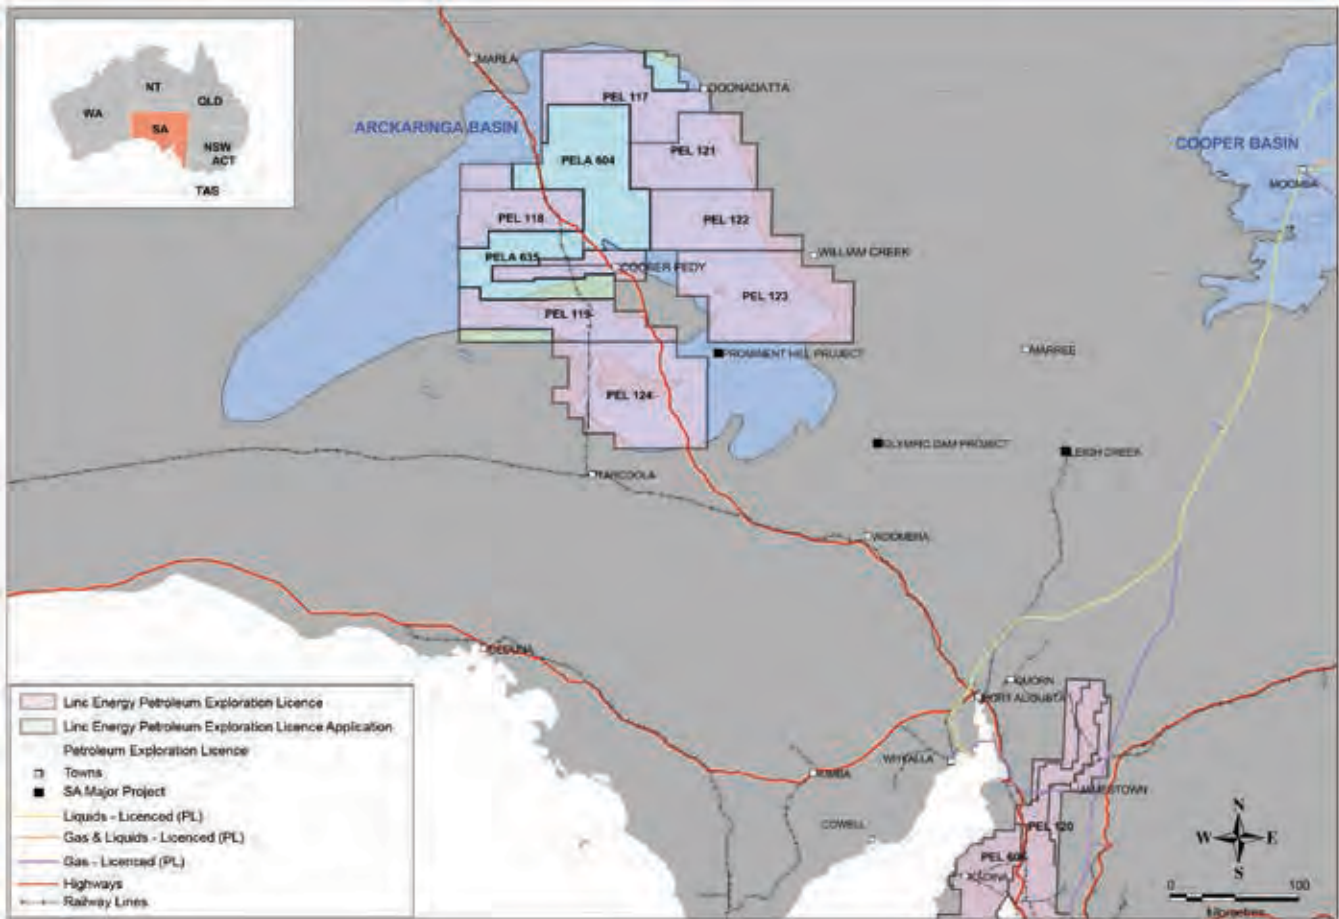 NT
WA
QLD
SA
NSW
ACT
TAS
MARLA
OODNADATTA
PEL 117
ARCKARINGA BASIN
COOPER BASIN
PELA 604
PEL 121
MOOMBA
PEL 118
PEL 122
PELA 635
COOBER PEDY
WILLIAM CREEK
PEL 123
PEL 119
MARREE
PROMINENT HILL PROJECT
PEL 124
OLYMPIC DAM PROJECT
LEIGH CREEK
TARCOOLA
WOOMERA
CEDUNA
QUORN
PORT AUGUSTA
WHYALLA
KIMBA
JAMESTOWN
COWELL
PEL 120
KADINA
Linc Energy Petroleum Exploration Licence
Linc Energy Petroleum Exploration Licence Application
Petroleum Exploration Licence
Towns
SA Major Project
Liquids - Licenced (PL)
Gas & Liquids - Licenced (PL)
Gas - Licenced (PL)
Highways
Railway Lines
N
W E
S
0 100
kilometres